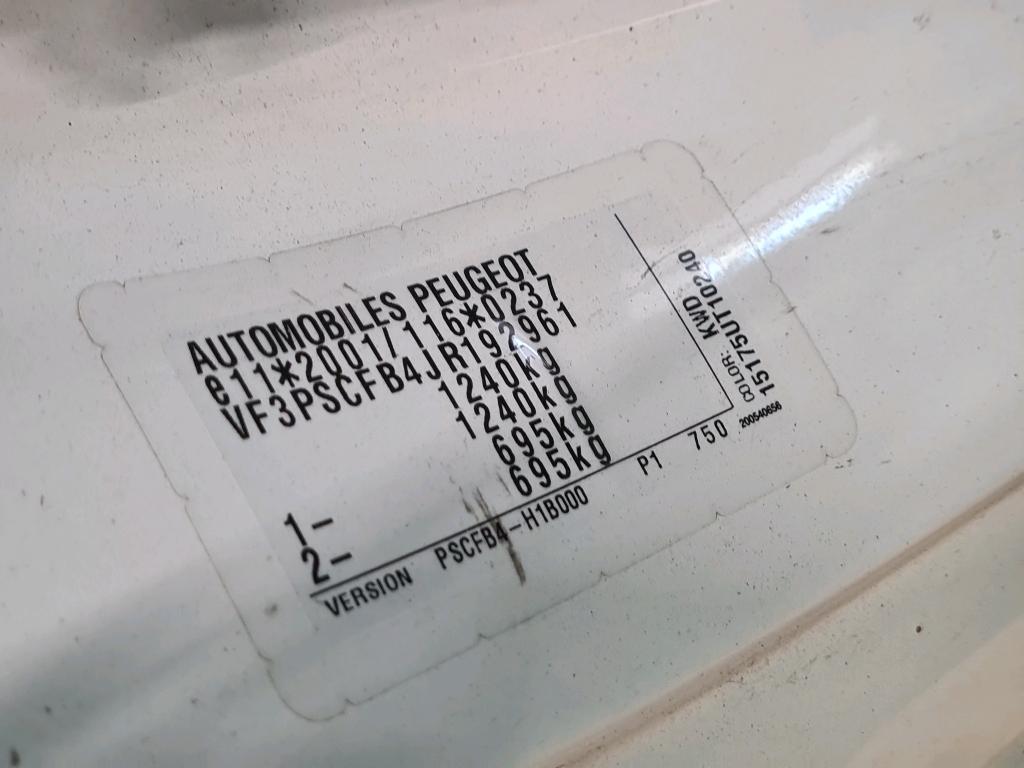 AUTOMOBILES PEUGEOT
e11*2001/116*0237
VF3PSCFB4JR192961
1240kg
1240kg
1- 695kg
2- 695kg
VERSION PSCFB4-H1B000 P1 750
COLOR: KWD
15175UT10240
200540656